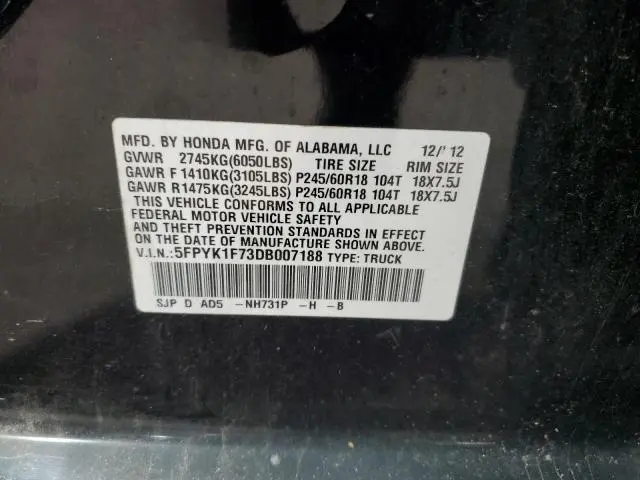 MFD. BY HONDA MFG. OF ALABAMA, LLC 12/'12
GVWR 2745KG(6050LBS) TIRE SIZE RIM SIZE
GAWR F 1410KG(3105LBS) P245/60R18 104T 18X7.5J
GAWR R 1475KG(3245LBS) P245/60R18 104T 18X7.5J
THIS VEHICLE CONFORMS TO ALL APPLICABLE
FEDERAL MOTOR VEHICLE SAFETY
AND THEFT PREVENTION STANDARDS IN EFFECT
ON THE DATE OF MANUFACTURE SHOWN ABOVE.
V.I.N.:5FPYK1F73DB007188 TYPE: TRUCK
SJP D AD5 -NH731P -H -B